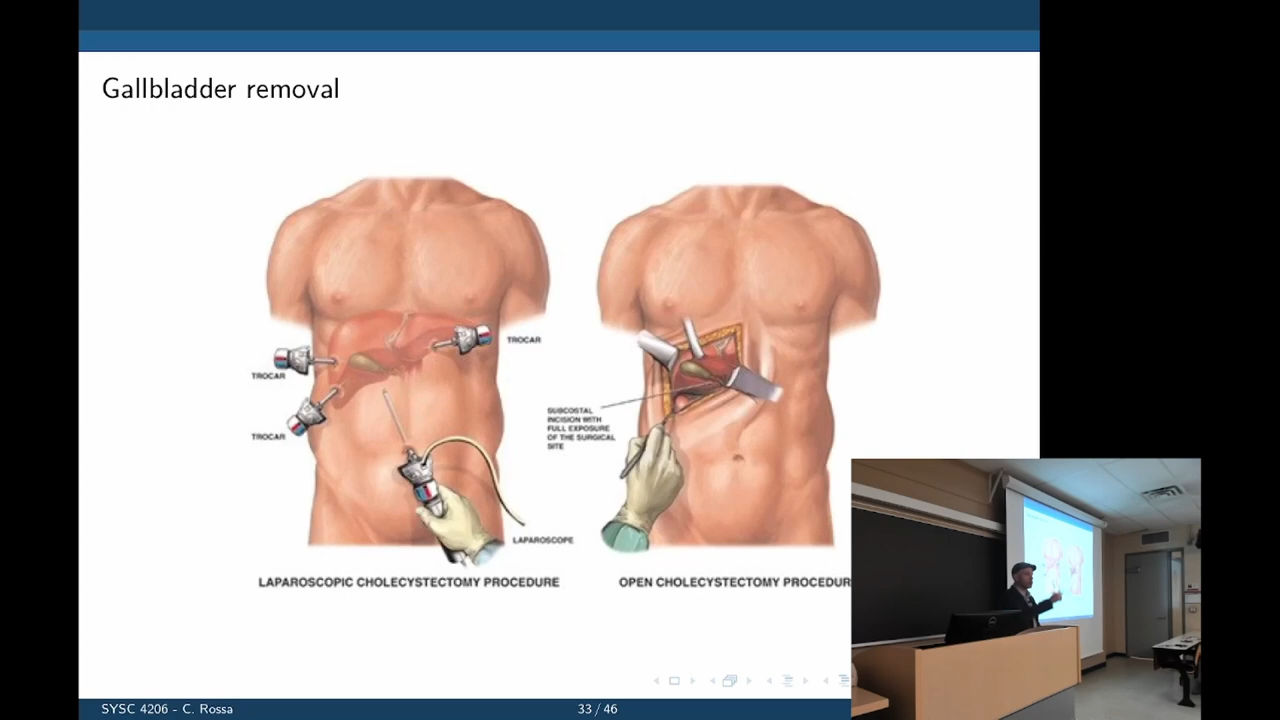 Gallbladder removal
TROCAR
TROCAR
TROCAR
SUBCOSTAL
INCISION WITH
FULL EXPOSURE
OF THE SURGICAL
SITE
LAPAROSCOPE
LAPAROSCOPIC CHOLECYSTECTOMY PROCEDURE
OPEN CHOLECYSTECTOMY PROCEDUR
SYSC 4206 - C. Rossa
33 / 46